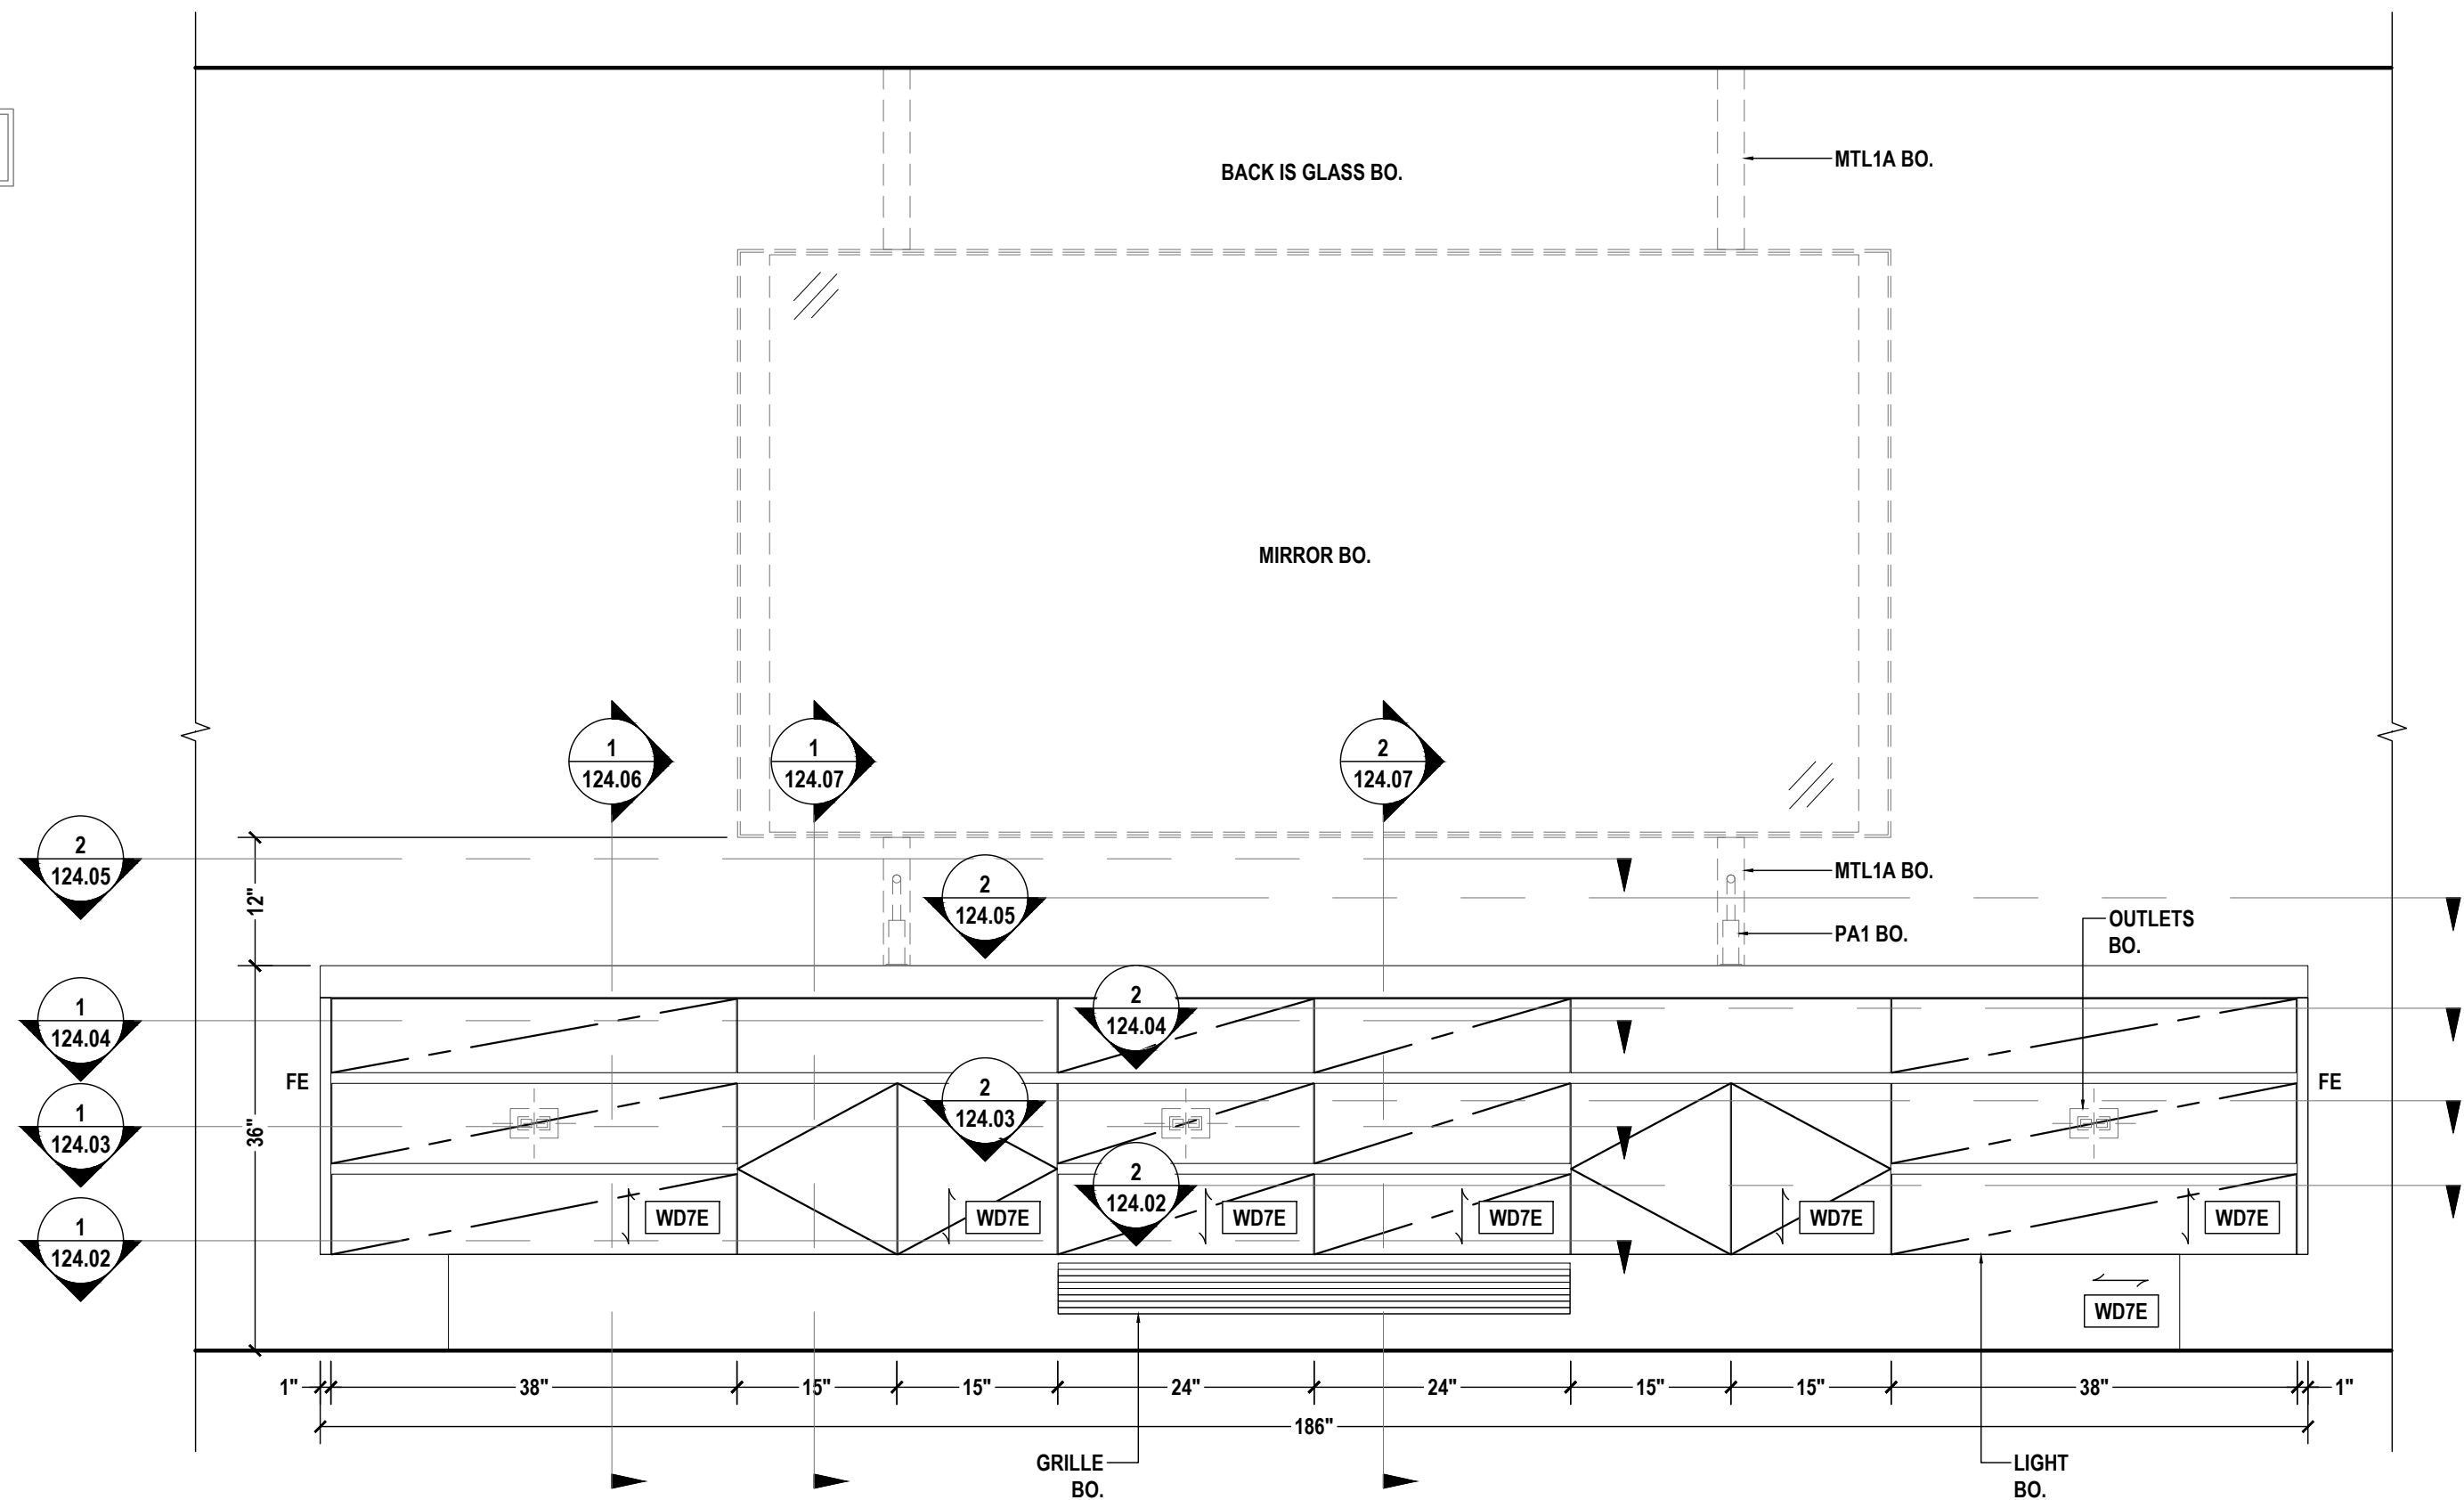 BACK IS GLASS BO.
MTL1A BO.
MIRROR BO.
1
124.06
1
124.07
2
124.07
2
124.05
12"
2
124.05
MTL1A BO.
PA1 BO.
OUTLETS
BO.
1
124.04
2
124.04
FE
FE
36"
1
124.03
2
124.03
1
124.02
2
124.02
WD7E
WD7E
WD7E
WD7E
WD7E
WD7E
WD7E
1"
38"
15"
15"
24"
24"
15"
15"
38"
1"
186"
GRILLE
BO.
LIGHT
BO.